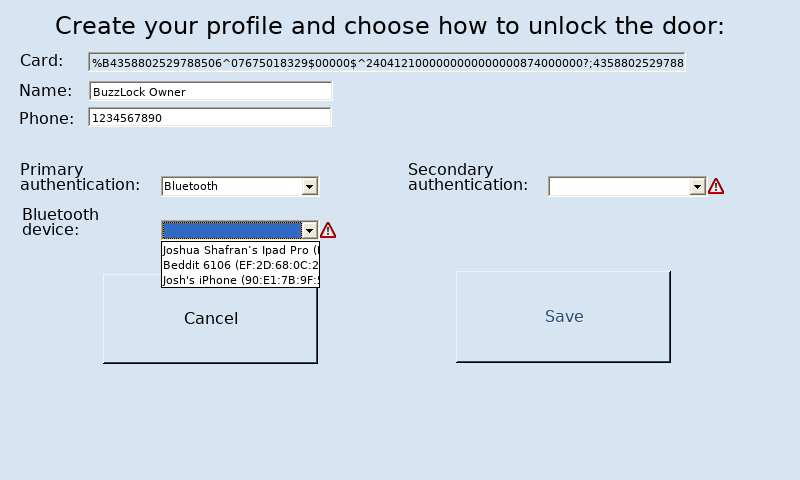 Create your profile and choose how to unlock the door:
Card: %B4358802529788506^07675018329$00000$^24041210000000000000000874000000?;4358802529788
Name: BuzzLock Owner
Phone: 1234567890
Primary authentication: Bluetooth
Secondary authentication:
Bluetooth device:
Joshua Shafran’s Ipad Pro (
Beddit 6106 (EF:2D:68:0C:2
Josh's iPhone (90:E1:7B:9F:
Cancel
Save